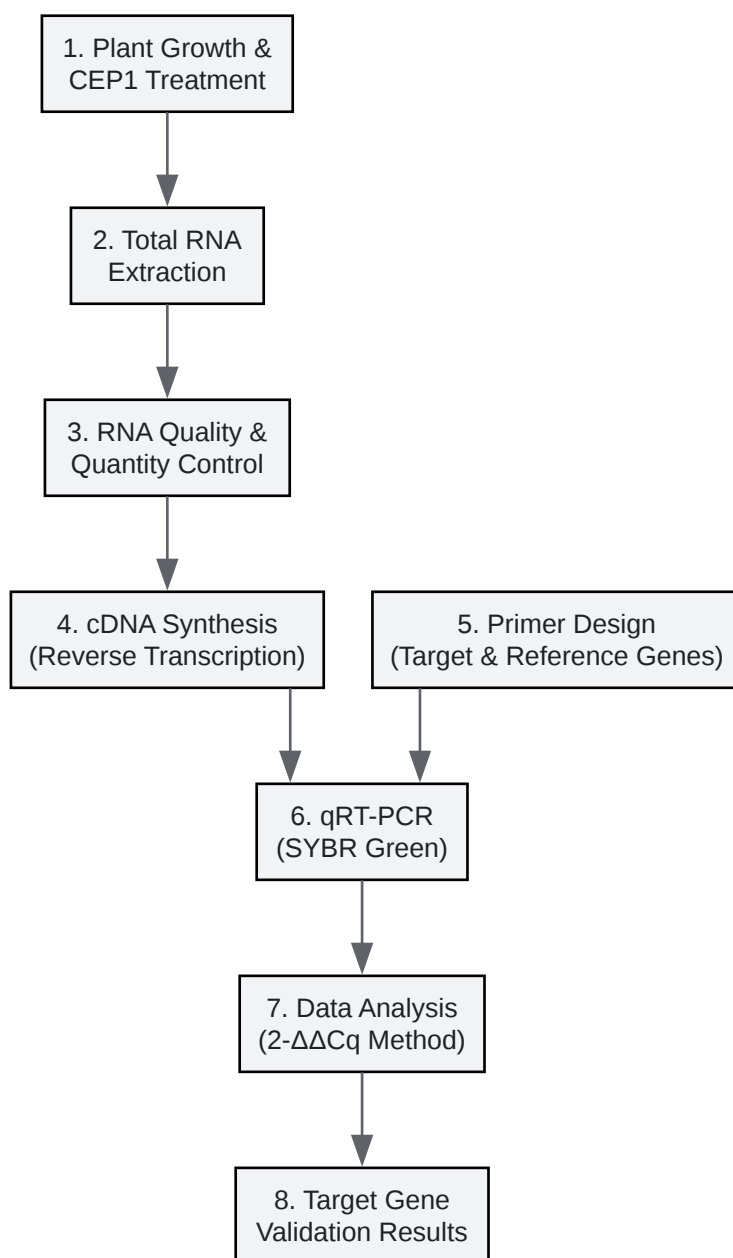 1. Plant Growth &
CEP1 Treatment
2. Total RNA
Extraction
3. RNA Quality &
Quantity Control
4. cDNA Synthesis
(Reverse Transcription)
5. Primer Design
(Target & Reference Genes)
6. qRT-PCR
(SYBR Green)
7. Data Analysis
(2-ΔΔCq Method)
8. Target Gene
Validation Results